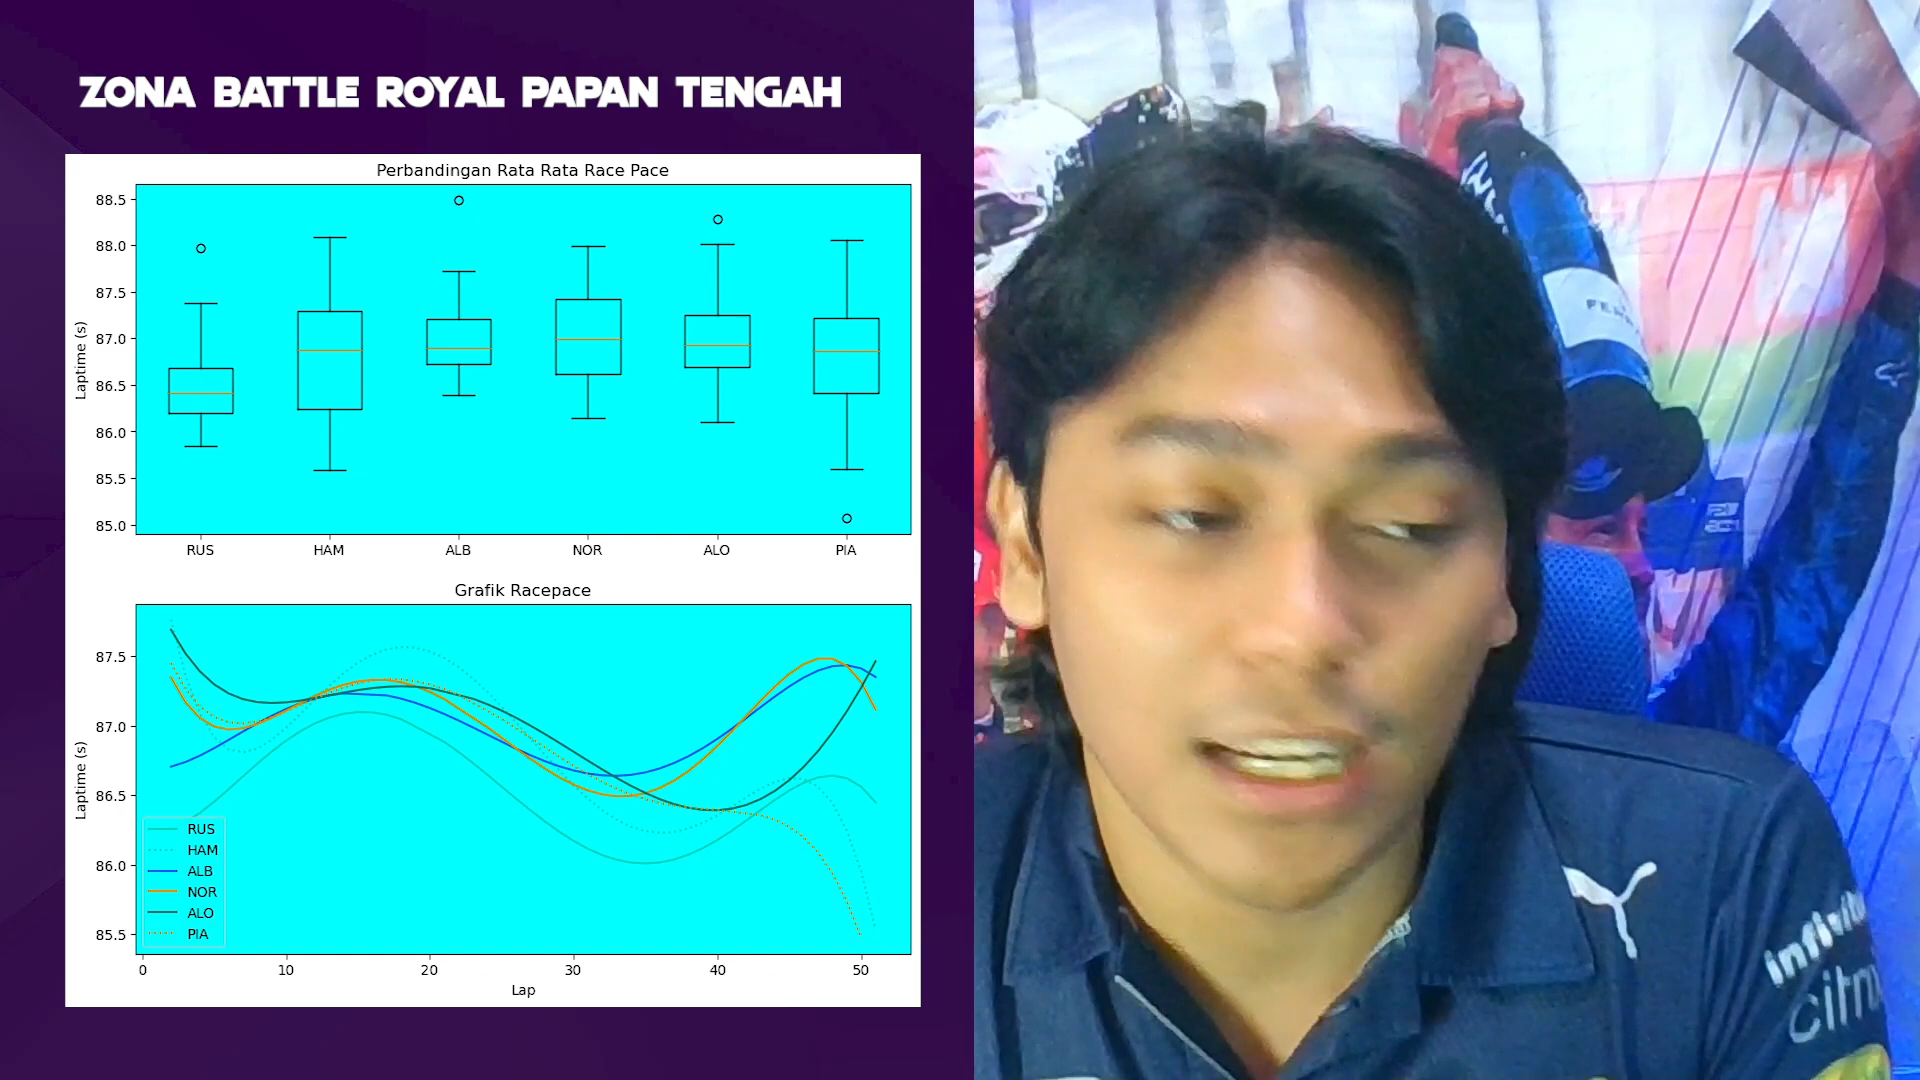 ZONA BATTLE ROYAL PAPAN TENGAH
Perbandingan Rata Rata Race Pace
88.5
88.0
87.5
87.0
86.5
86.0
85.5
85.0
Laptime (s)
RUS HAM ALB NOR ALO PIA
Grafik Racepace
87.5
87.0
86.5
86.0
85.5
Laptime (s)
RUS
HAM
ALB
NOR
ALO
PIA
0 10 20 30 40 50
Lap